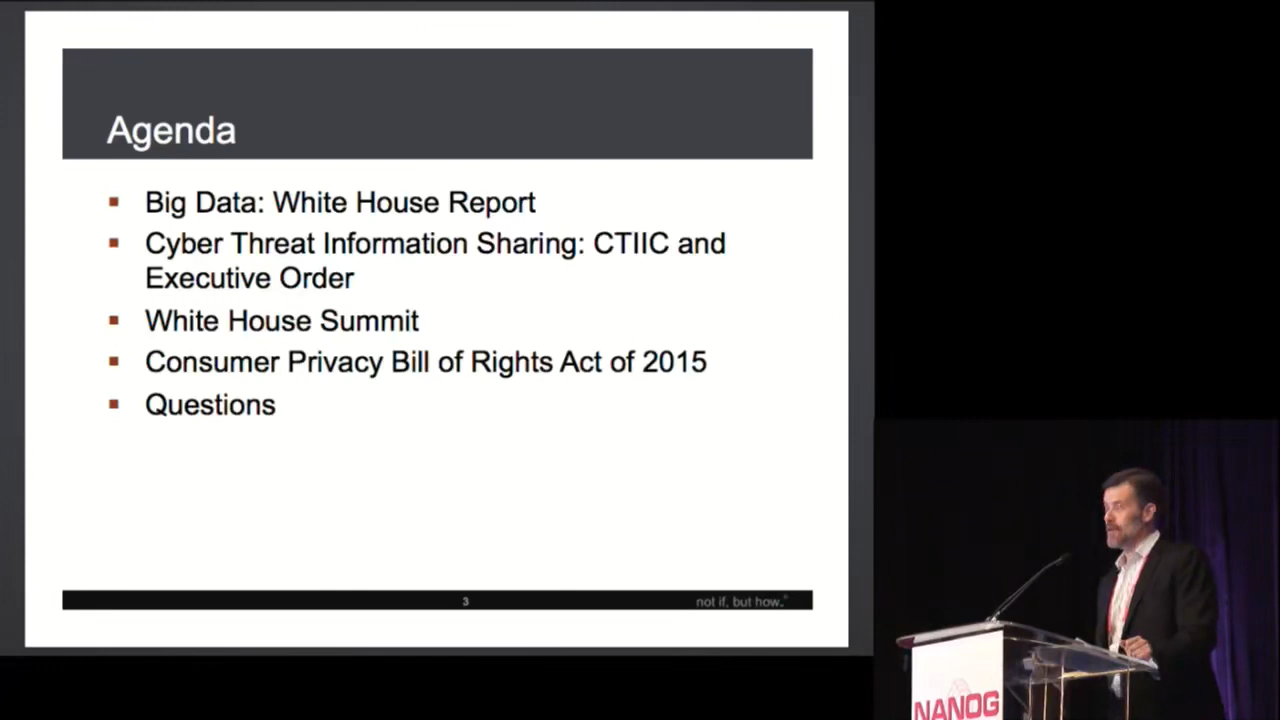 Agenda
▪ Big Data: White House Report
▪ Cyber Threat Information Sharing: CTIIC and
Executive Order
▪ White House Summit
▪ Consumer Privacy Bill of Rights Act of 2015
▪ Questions
3
not if, but how.®
NANOG